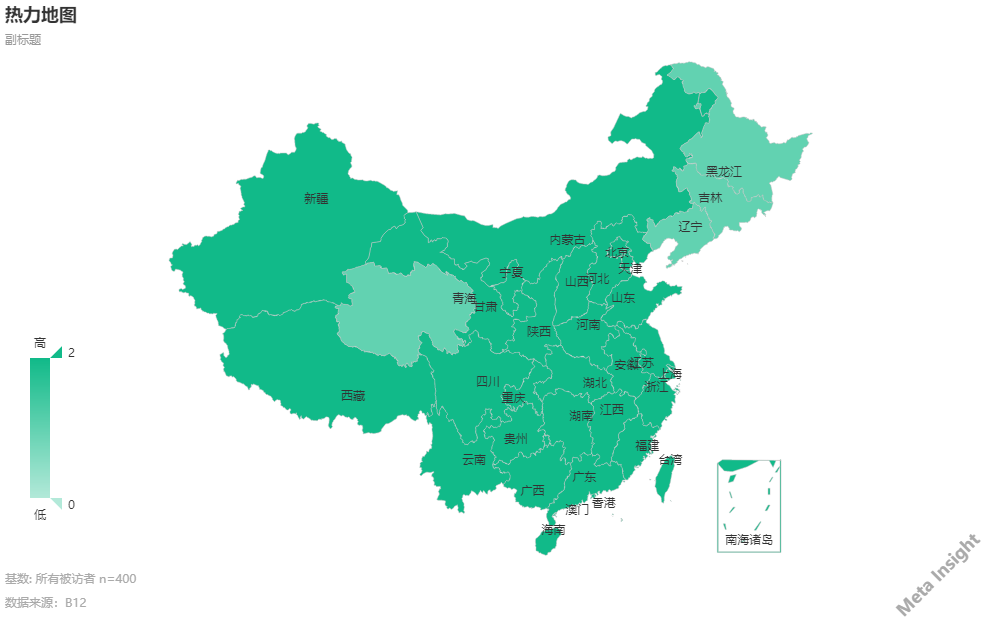 热力地图
副标题
黑龙江
吉林
新疆
辽宁
内蒙古
北京
天津
宁夏
山西
河北
青海
甘肃
山东
河南
陕西
高
2
安徽
江苏
上海
四川
湖北
浙江
西藏
重庆
湖南
江西
贵州
福建
云南
台湾
广东
广西
0
低
澳门
香港
海南
南海诸岛
基数: 所有被访者 n=400
数据来源: B12
Meta Insight